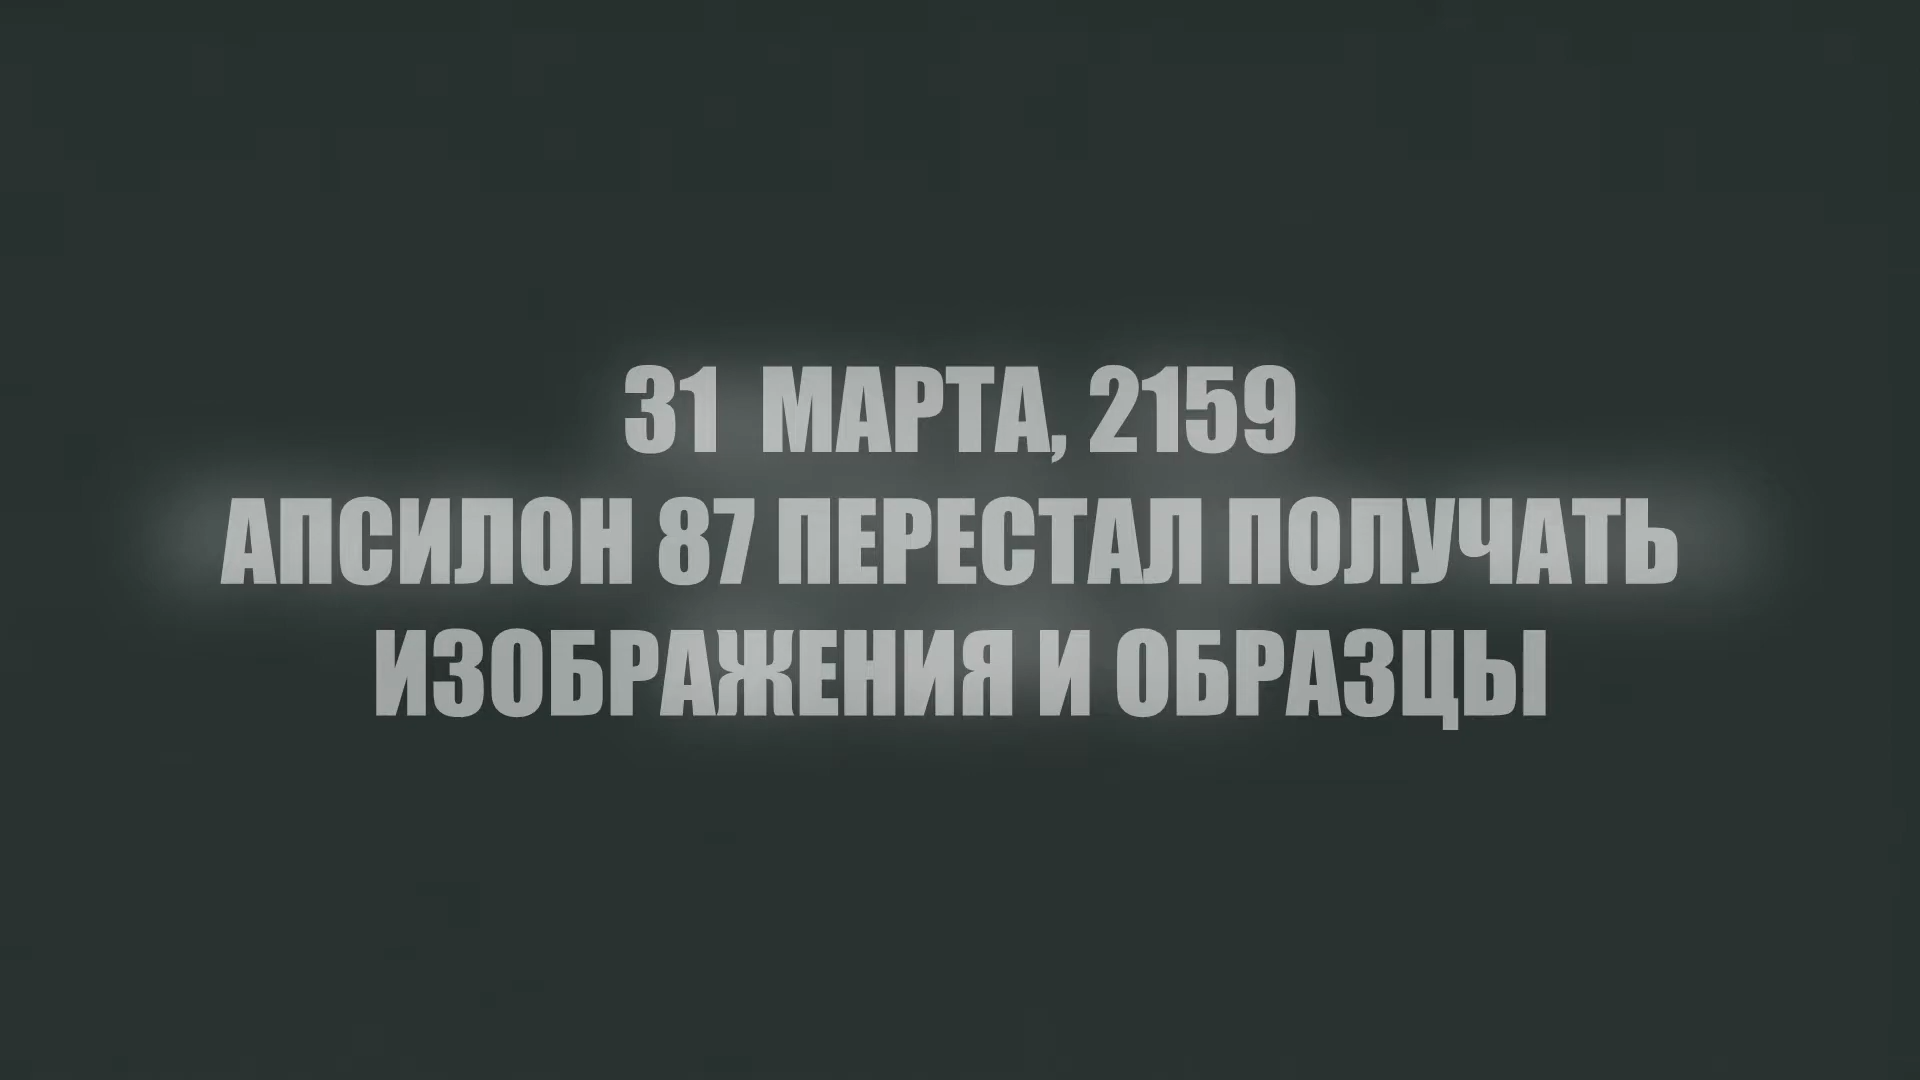 31 МАРТА, 2159
АПСИЛОН 87 ПЕРЕСТАЛ ПОЛУЧАТЬ
ИЗОБРАЖЕНИЯ И ОБРАЗЦЫ